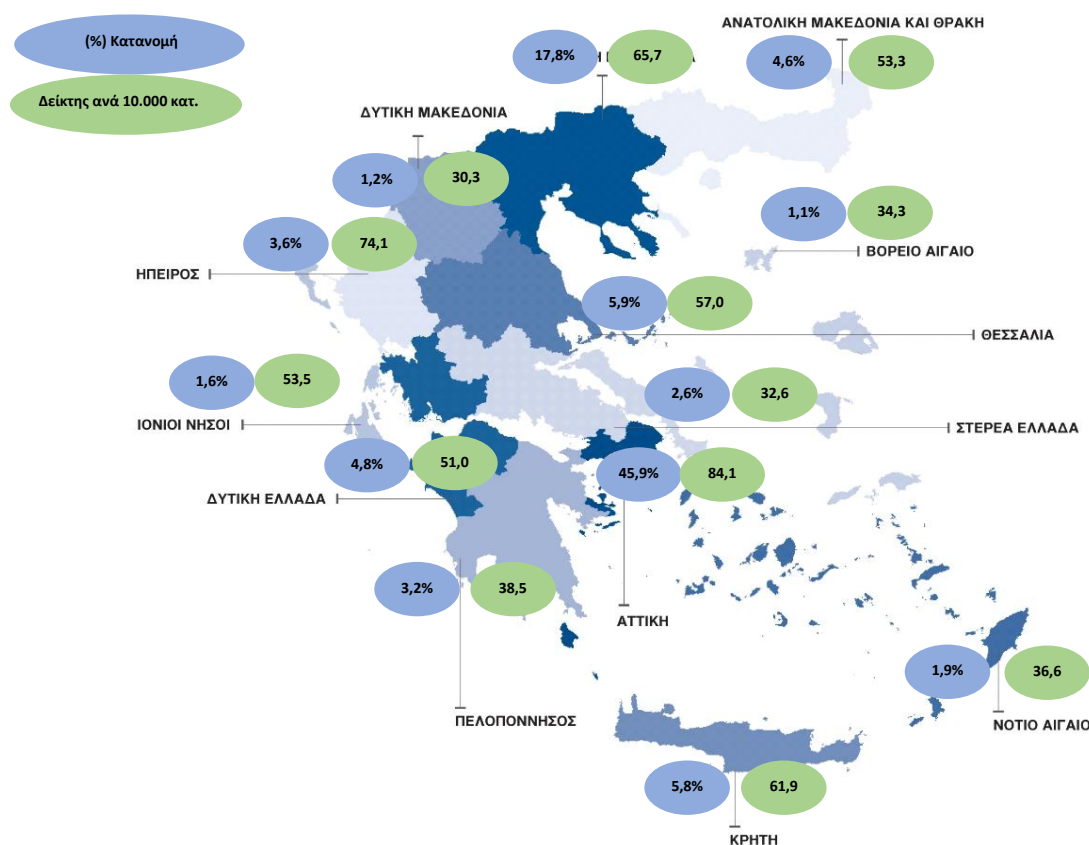 ΑΝΑΤΟΛΙΚΗ ΜΑΚΕΔΟΝΙΑ ΚΑΙ ΘΡΑΚΗ
(%) Κατανομή
17,8% 65,7
4,6% 53,3
Δείκτης ανά 10.000 κατ.
ΔΥΤΙΚΗ ΜΑΚΕΔΟΝΙΑ
1,2% 30,3
1,1% 34,3
3,6% 74,1
ΒΟΡΕΙΟ ΑΙΓΑΙΟ
ΗΠΕΙΡΟΣ
5,9% 57,0
ΘΕΣΣΑΛΙΑ
1,6% 53,5
2,6% 32,6
ΙΟΝΙΟΙ ΝΗΣΟΙ
ΣΤΕΡΕΑ ΕΛΛΑΔΑ
4,8% 51,0
45,9% 84,1
ΔΥΤΙΚΗ ΕΛΛΑΔΑ
3,2% 38,5
ΑΤΤΙΚΗ
1,9% 36,6
ΠΕΛΟΠΟΝΝΗΣΟΣ
ΝΟΤΙΟ ΑΙΓΑΙΟ
5,8% 61,9
ΚΡΗΤΗ